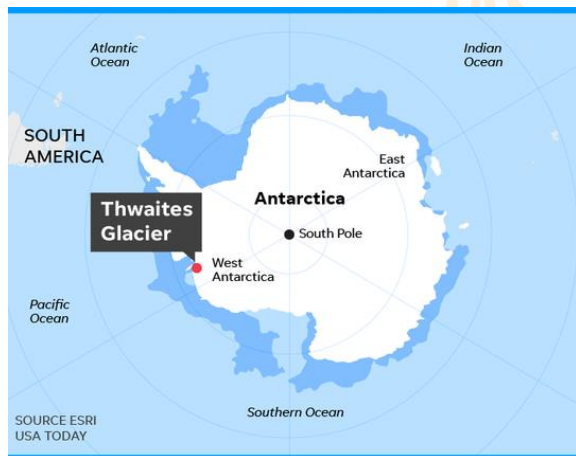 Atlantic
Ocean
Indian
Ocean
SOUTH
AMERICA
East
Antarctica
Antarctica
Thwaites
Glacier
South Pole
West
Antarctica
Pacific
Ocean
Southern Ocean
SOURCE ESRI
USA TODAY